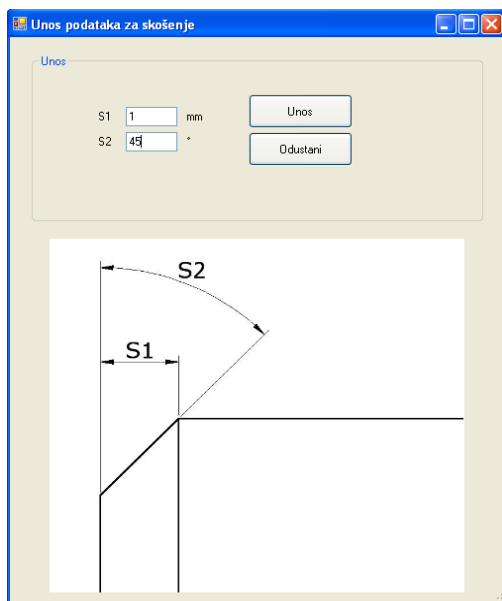 Unos podataka za skošenje
Unos
S1 1 mm Unos
S2 45 ° Odustani
S2
S1